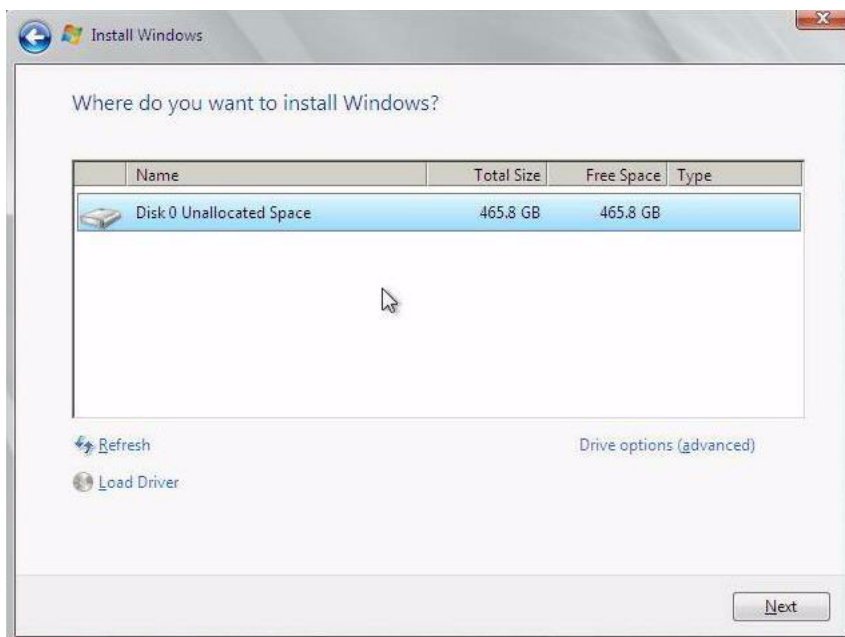 Install Windows
Where do you want to install Windows?
Name Total Size Free Space Type
Disk 0 Unallocated Space 465.8 GB 465.8 GB
Refresh Drive options (advanced)
Load Driver
Next